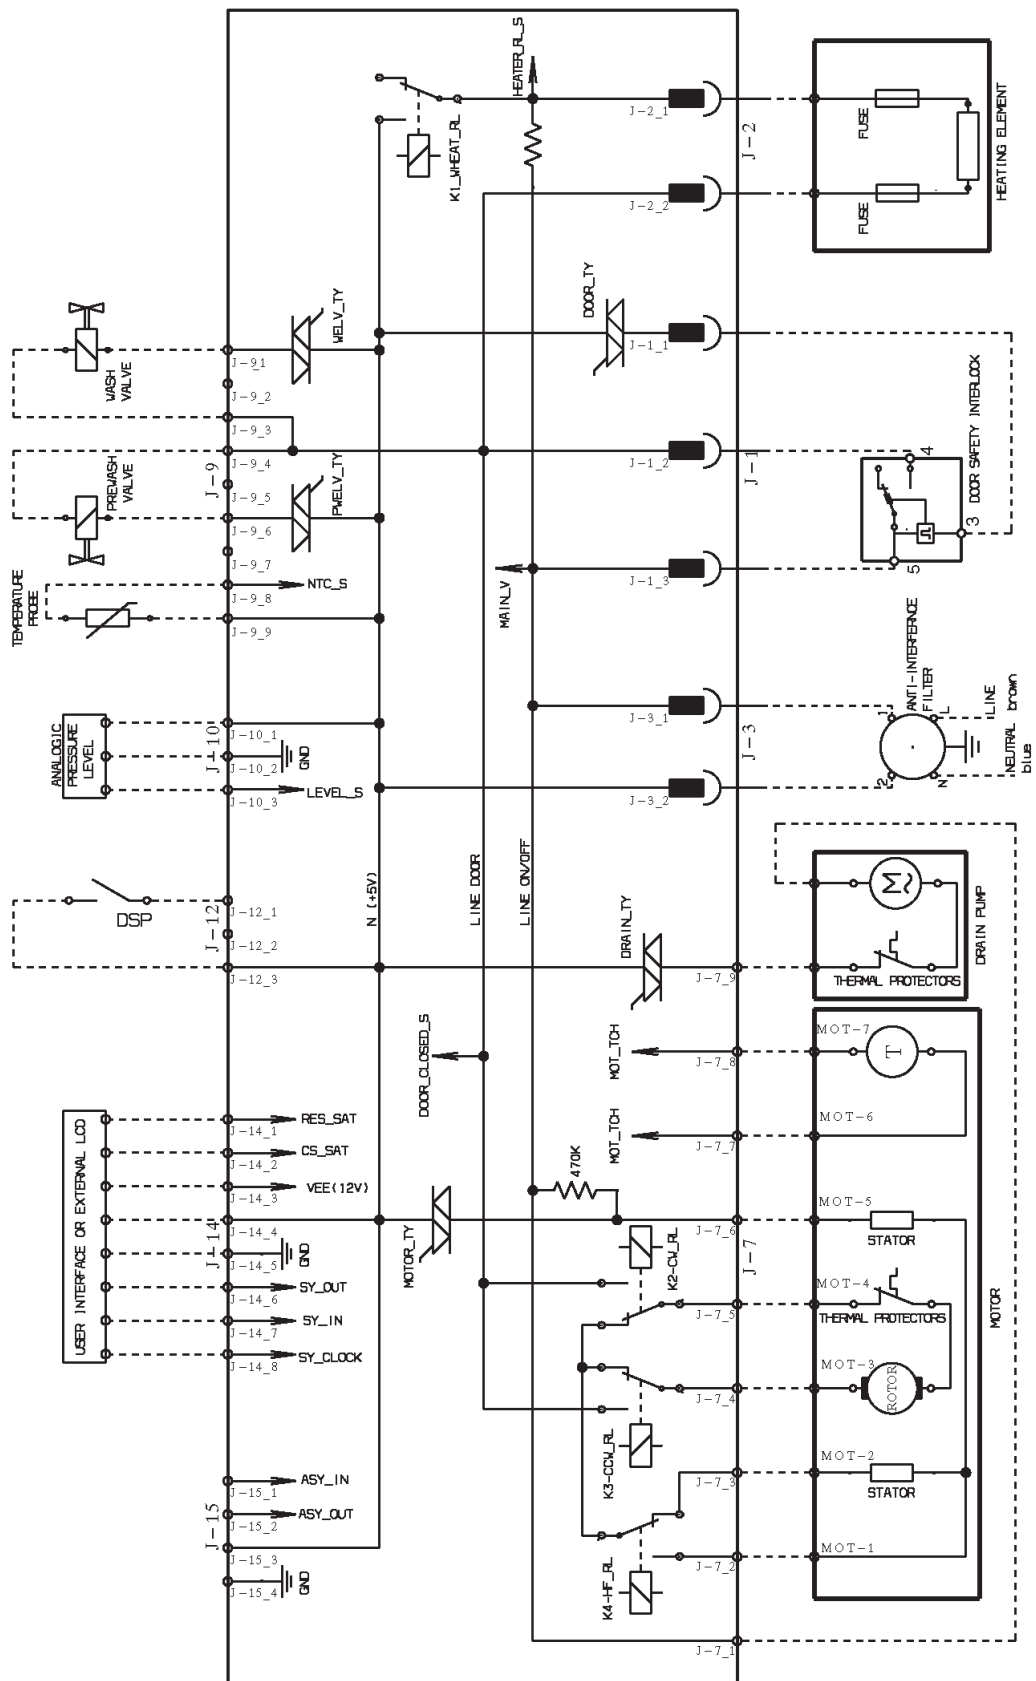 HEATER_RL_S
K1_WHEAT_RL
J-2_1
J-2
J-2_2
FUSE
FUSE
HEATING ELEMENT
WASH
VALVE
J-9_1
WELV_TY
J-9_2
J-9_3
J-9_4
J-9
PREWASH
VALVE
J-9_5
PWELV_TY
J-9_6
J-9_7
NTC_S
J-9_8
J-9_9
TEMPERATURE
PROBE
DOOR_TY
J-1_1
J-1_2
J-1
J-1_3
MAIN_V
4
3
5
DOOR SAFETY INTERLOCK
ANALOGIC
PRESSURE
LEVEL
J-10_1
J-10
J-10_2
GND
J-10_3
LEVEL_S
J-3_1
J-3
J-3_2
ANTI-INTERFERNCE
FILTER
1
2
L
N
LINE
brown
NEUTRAL
blue
DSP
J-12_1
J-12
J-12_2
J-12_3
N (+5V)
LINE DOOR
LINE ON/OFF
DRAIN_TY
J-7_9
M
THERMAL PROTECTORS
DRAIN PUMP
DOOR_CLOSED_S
MOT_TCH
J-7_8
MOT_TCH
J-7_7
MOT-7
T
MOT-6
USER INTERFACE OR EXTERNAL LCD
RES_SAT
J-14_1
CS_SAT
J-14_2
VEE(12V)
J-14_3
J-14_4
J-14
J-14_5
GND
SY_OUT
J-14_6
SY_IN
J-14_7
SY_CLOCK
J-14_8
MOTOR_TY
470K
J-7_6
J-7
K2-CW_RL
J-7_5
J-7_4
K3-CCW_RL
J-7_3
K4-HF_RL
J-7_2
J-7_1
MOT-5
STATOR
MOT-4
THERMAL PROTECTORS
MOT-3
ROTOR
MOT-2
STATOR
MOT-1
MOTOR
ASY_IN
J-15_1
J-15
ASY_OUT
J-15_2
J-15_3
J-15_4
GND